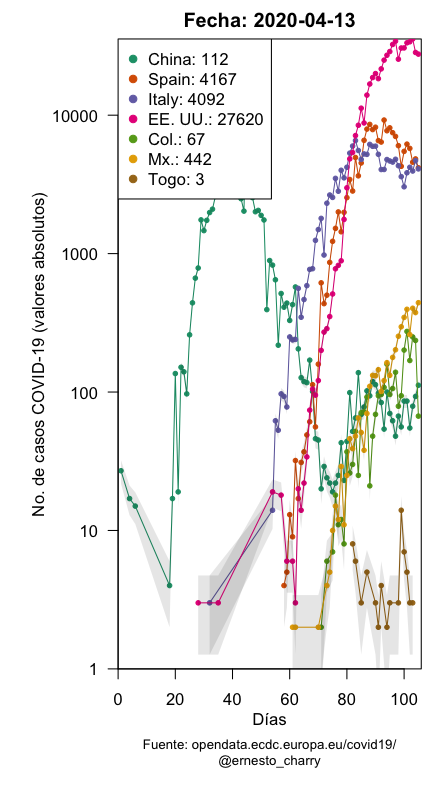 Fecha: 2020-04-13
China: 112
Spain: 4167
Italy: 4092
EE. UU.: 27620
Col.: 67
Mx.: 442
Togo: 3
No. de casos COVID-19 (valores absolutos)
10000
1000
100
10
1
0 20 40 60 80 100
Días
Fuente: opendata.ecdc.europa.eu/covid19/
@ernesto_charry